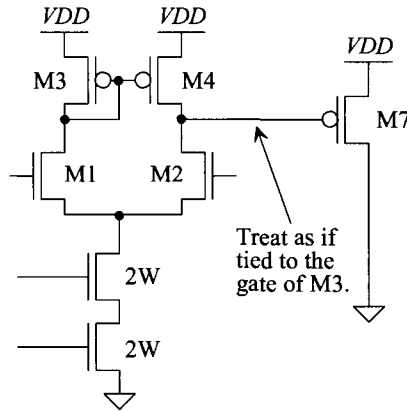 VDD
VDD
VDD
M3
M4
M7
M1
M2
Treat as if
tied to the
gate of M3.
2W
2W